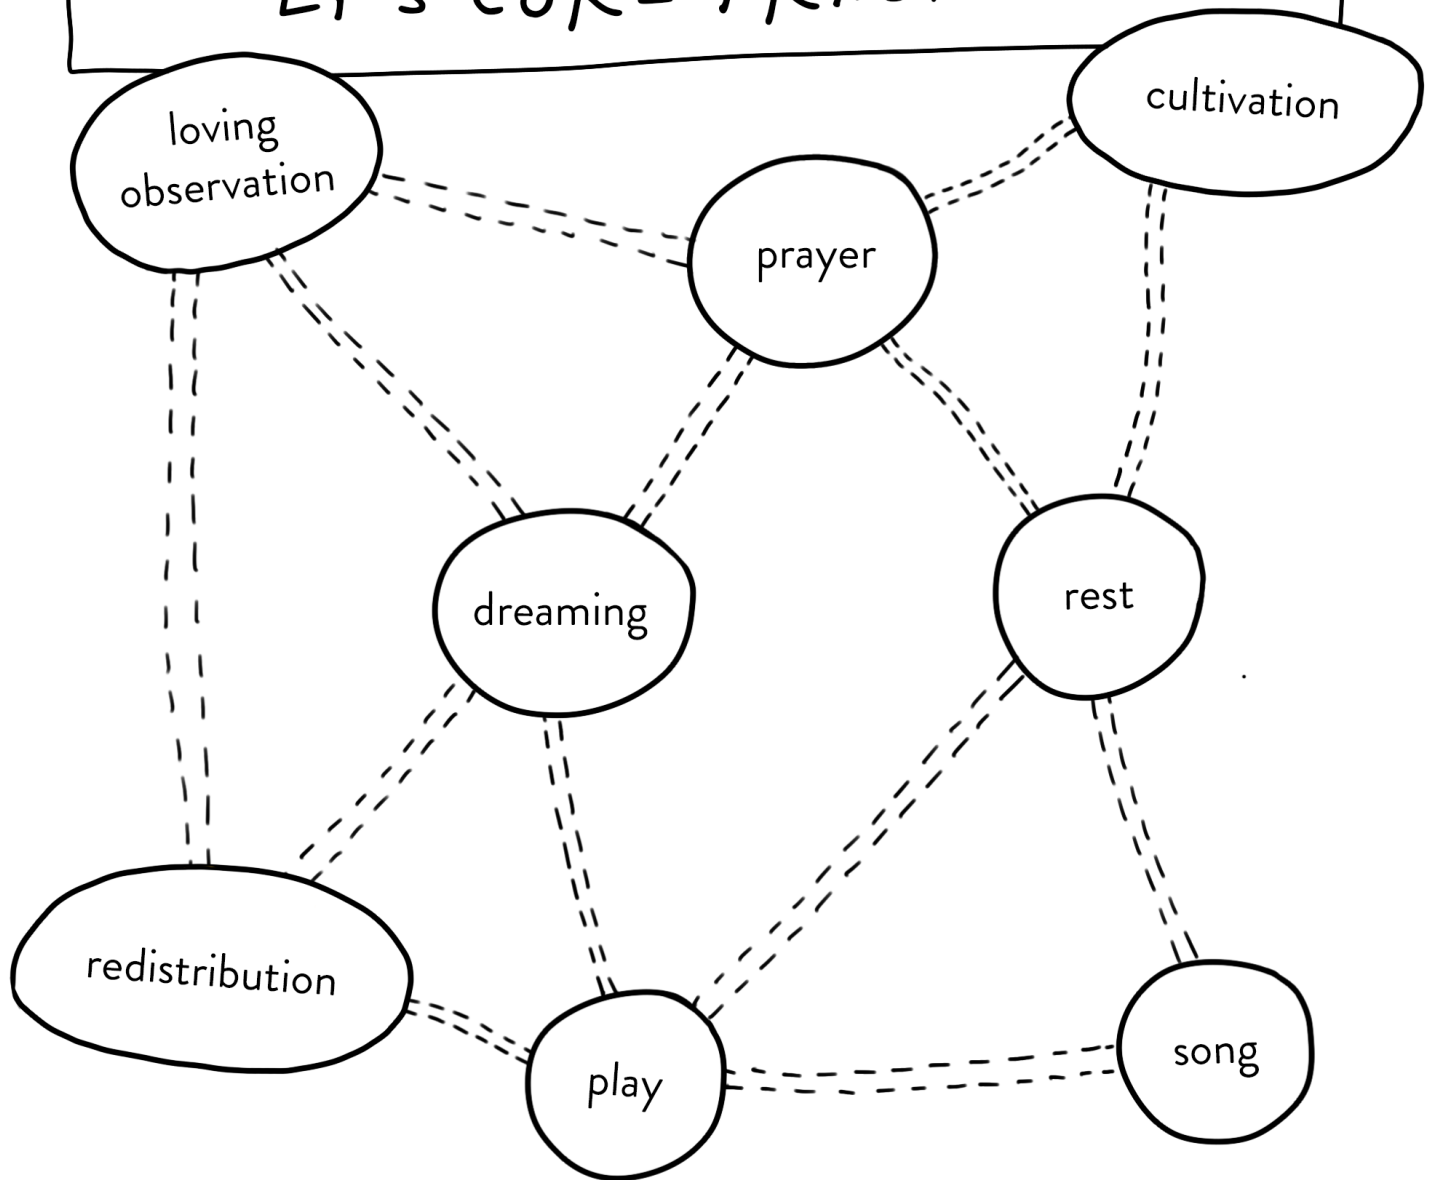 loving
observation
cultivation
prayer
dreaming
rest
redistribution
play
song